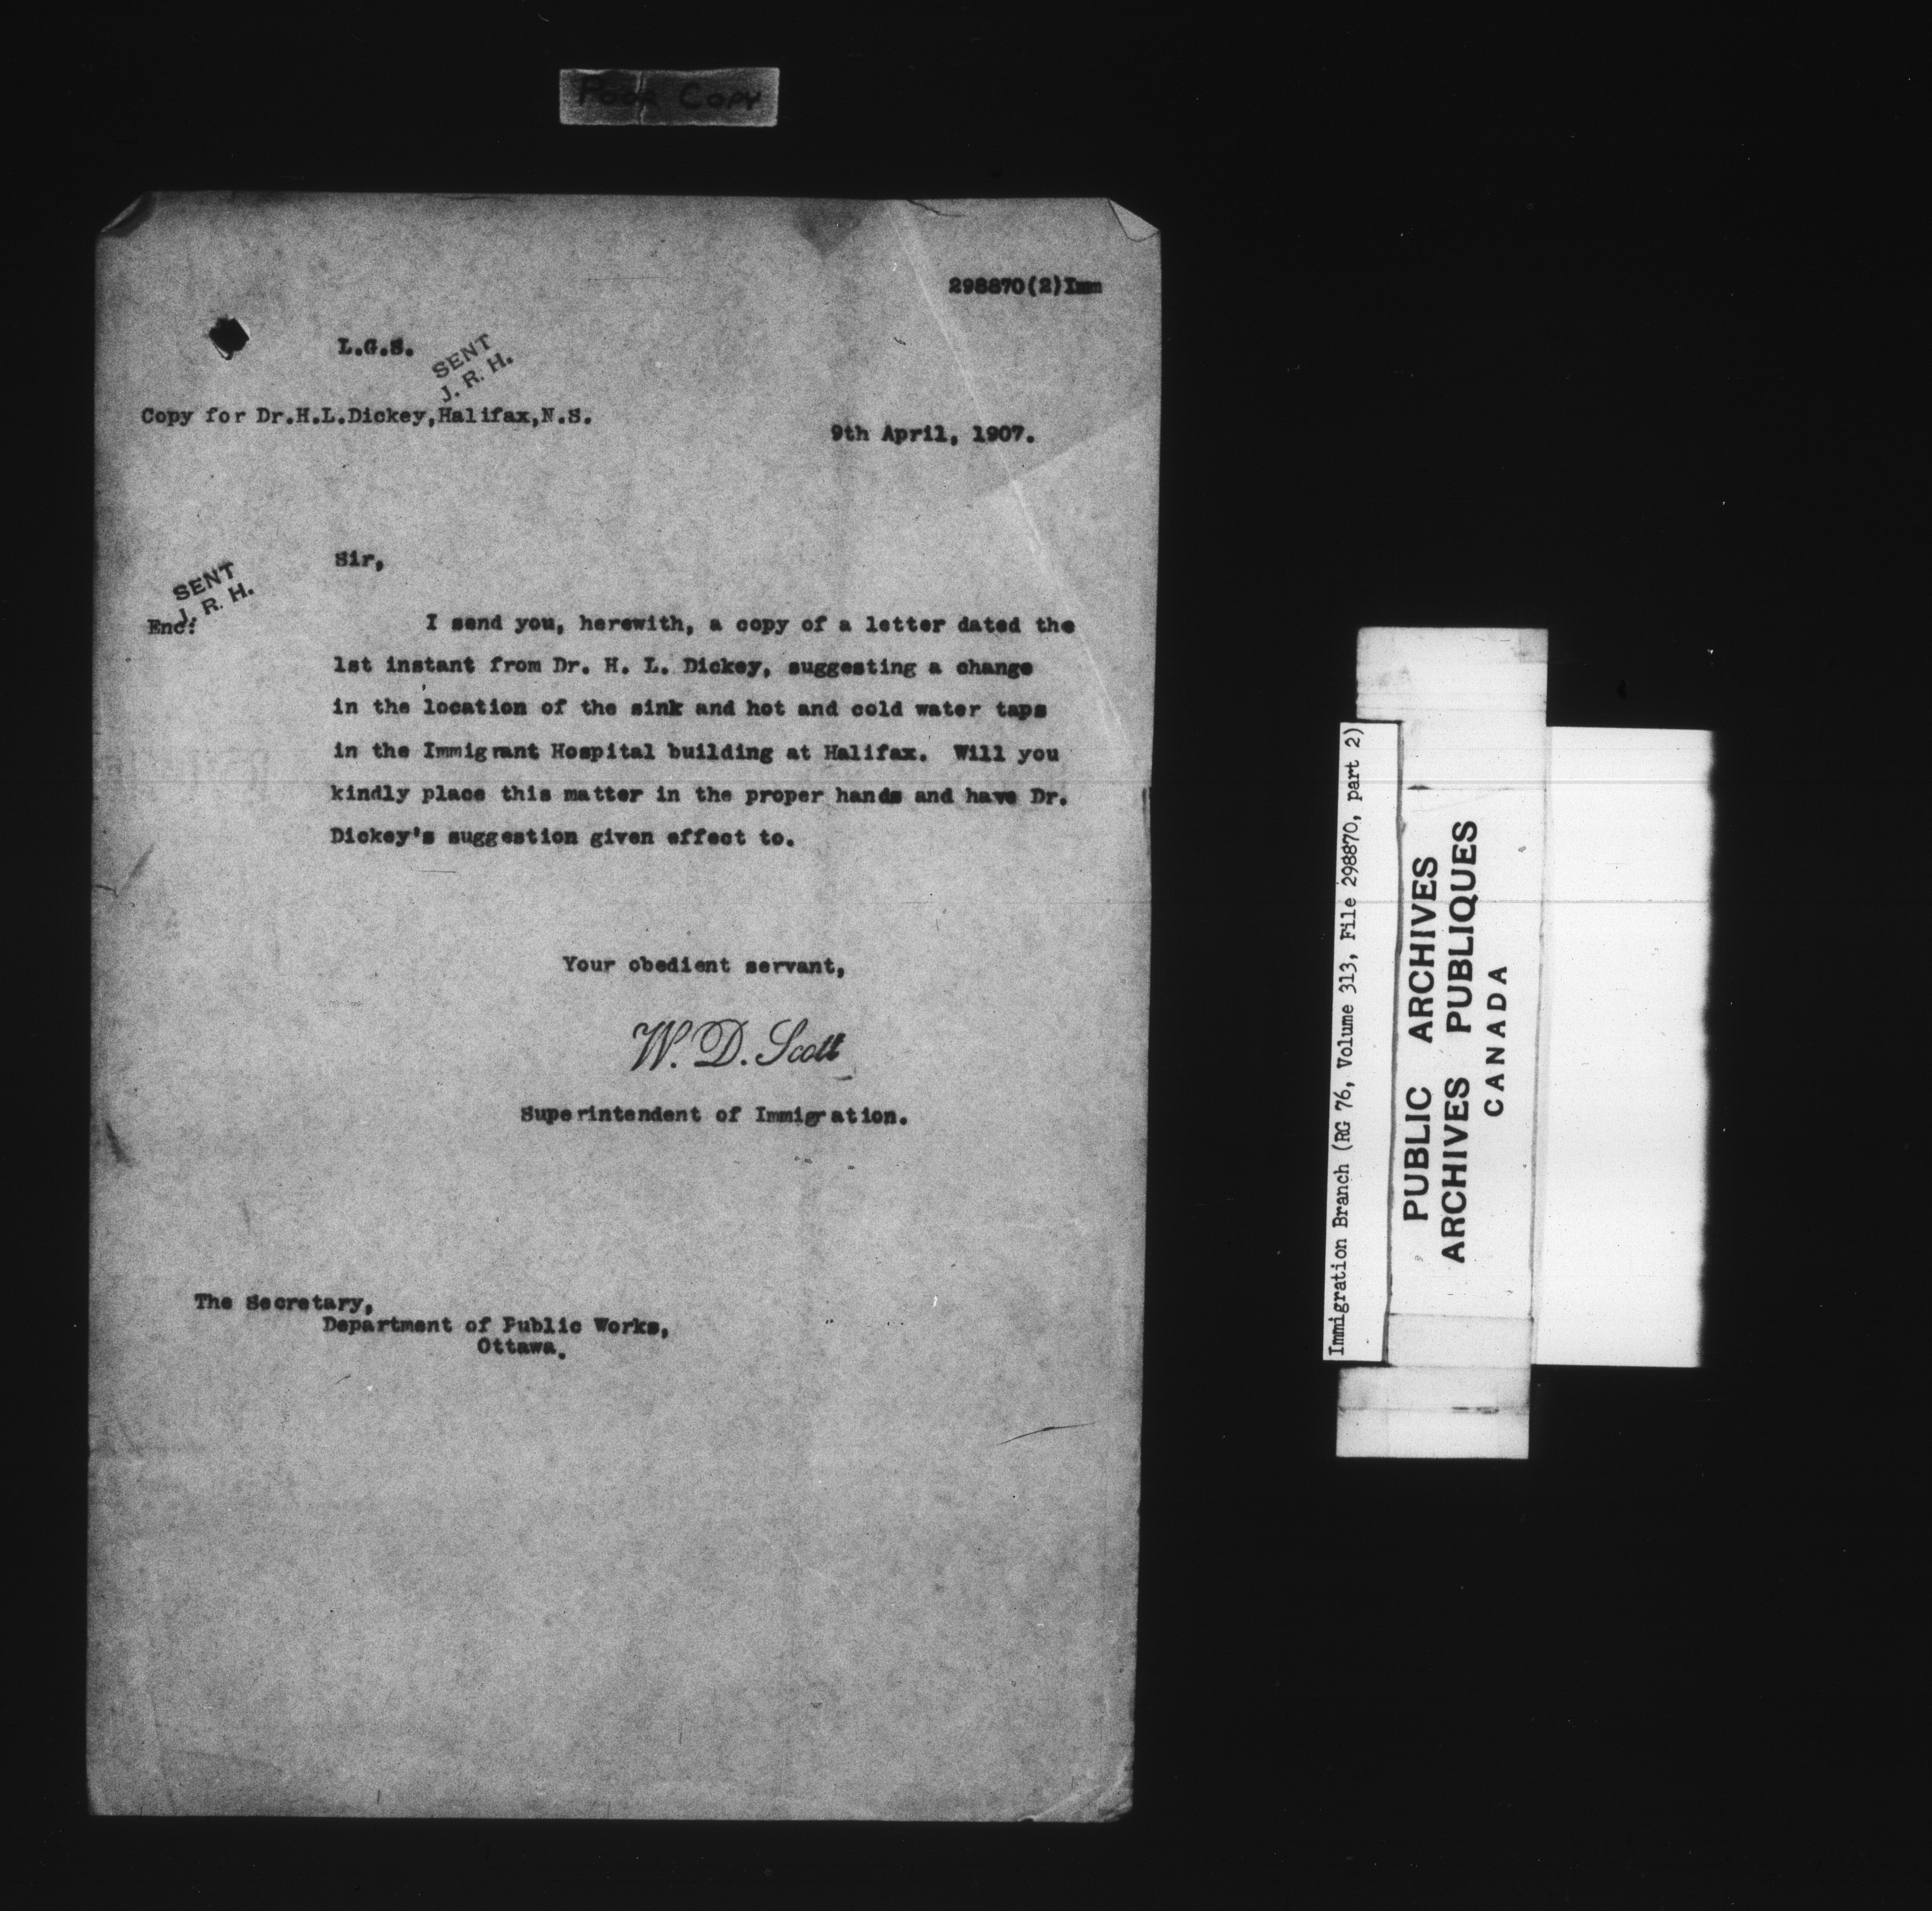 Poor Copy
298870(2)Imm
L.G.S.
SENT
J. R. H.
Copy for Dr.H.L.Dickey,Halifax,N.S.
9th April, 1907.
Sir,
SENT
J. R. H.
Enc:
I send you, herewith, a copy of a letter dated the
1st instant from Dr. H. L. Dickey, suggesting a change
in the location of the sink and hot and cold water taps
in the Immigrant Hospital building at Halifax. Will you
kindly place this matter in the proper hands and have Dr.
Dickey's suggestion given effect to.
Your obedient servant,
W. D. Scott
Superintendent of Immigration.
The Secretary,
Department of Public Works,
Ottawa.
Immigration Branch (RG 76, Volume 313, File 298870, part 2)
PUBLIC ARCHIVES
ARCHIVES PUBLIQUES
CANADA